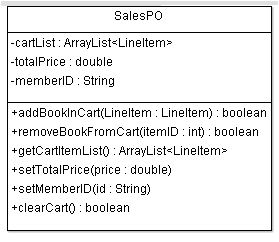 SalesPO
-cartList : ArrayList<LineItem>
-totalPrice : double
-memberID : String
+addBookInCart(LineItem : LineItem) : boolean
+removeBookFromCart(itemID : int) : boolean
+getCartItemList() : ArrayList<LineItem>
+setTotalPrice(price : double)
+setMemberID(id : String)
+clearCart() : boolean